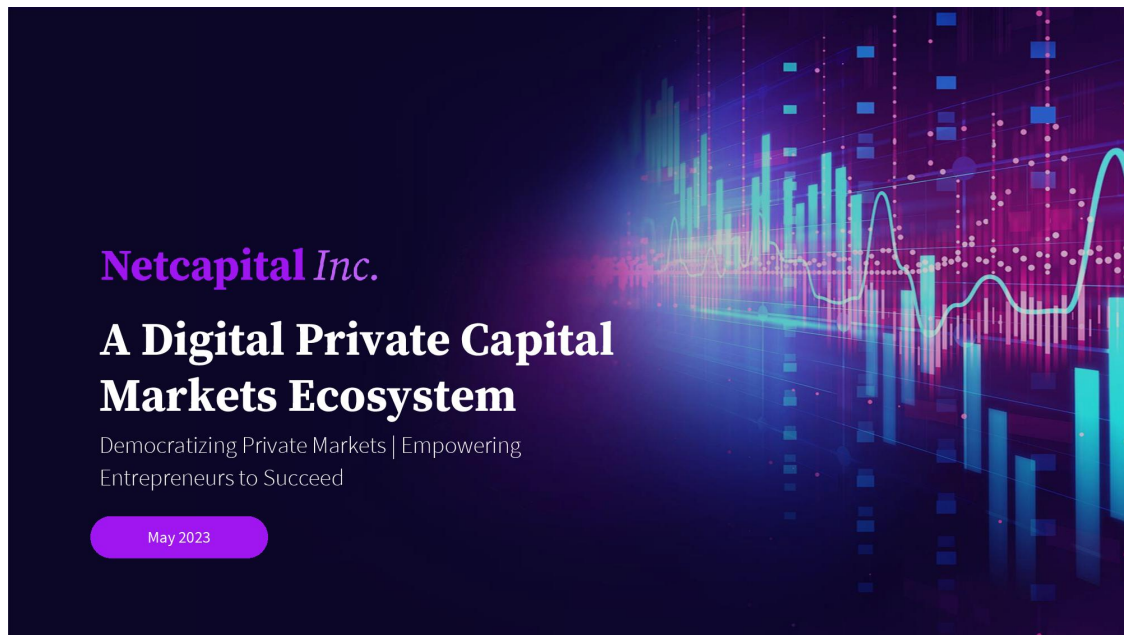 Netcapital Inc.
A Digital Private Capital
Markets Ecosystem
Democratizing Private Markets | Empowering
Entrepreneurs to Succeed
May 2023